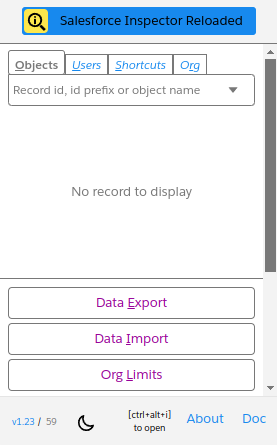 Salesforce Inspector Reloaded
Objects Users Shortcuts Org
Record id, id prefix or object name
No record to display
Data Export
Data Import
Org Limits
v1.23 / 59 [ctrl+alt+i] to open About Doc